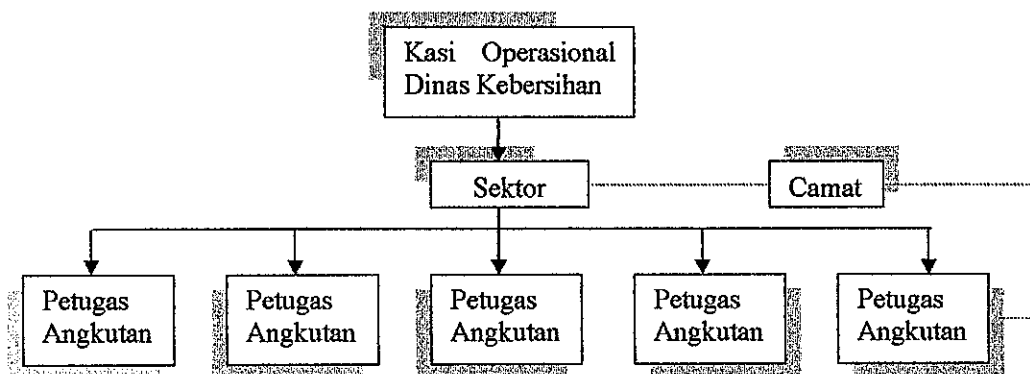 Kasi Operasional
Dinas Kebersihan
Sektor
Camat
Petugas
Angkutan
Petugas
Angkutan
Petugas
Angkutan
Petugas
Angkutan
Petugas
Angkutan